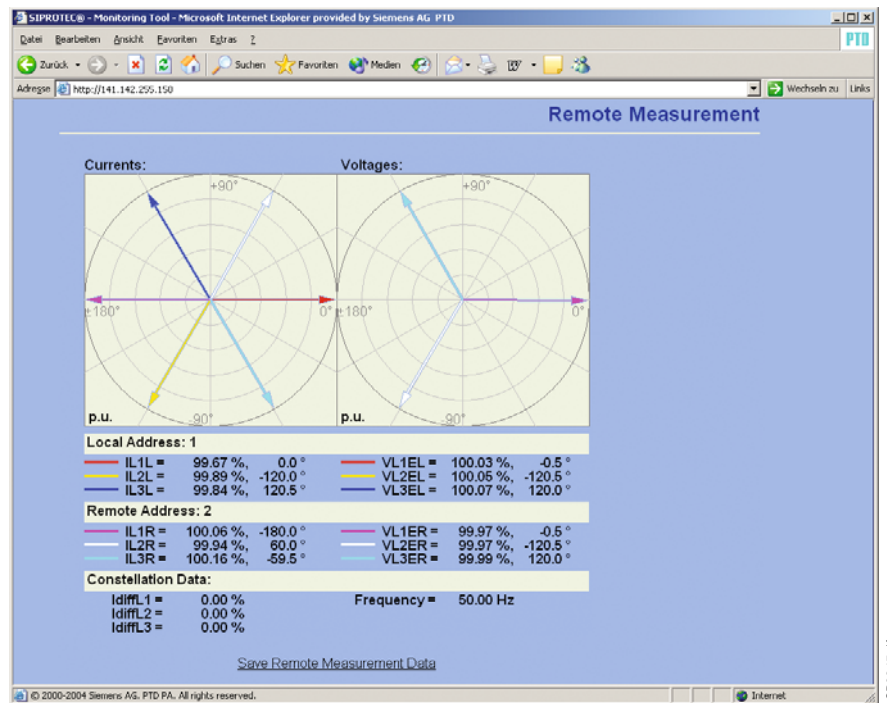 SIPROTEC® - Monitoring Tool - Microsoft Internet Explorer provided by Siemens AG PTD
Datei Bearbeiten Ansicht Favoriten Extras ?
PTD
Zurück Suchen Favoriten Medien
Adresse http://141.142.255.150 Wechseln zu Links
Remote Measurement
Currents: Voltages:
+90° +90°
±180° 0° ±180° 0°
p.u. -90° p.u. -90°
Local Address: 1
IL1L = 99.67 %, 0.0 ° VL1EL = 100.03 %, -0.5 °
IL2L = 99.89 %, -120.0 ° VL2EL = 100.05 %, -120.5 °
IL3L = 99.84 %, 120.5 ° VL3EL = 100.07 %, 120.0 °
Remote Address: 2
IL1R = 100.06 %, -180.0 ° VL1ER = 99.97 %, -0.5 °
IL2R = 99.94 %, 60.0 ° VL2ER = 99.97 %, -120.5 °
IL3R = 100.16 %, -59.5 ° VL3ER = 99.99 %, 120.0 °
Constellation Data:
IdiffL1 = 0.00 % Frequency = 50.00 Hz
IdiffL2 = 0.00 %
IdiffL3 = 0.00 %
Save Remote Measurement Data
© 2000-2004 Siemens AG. PTD PA. All rights reserved. Internet